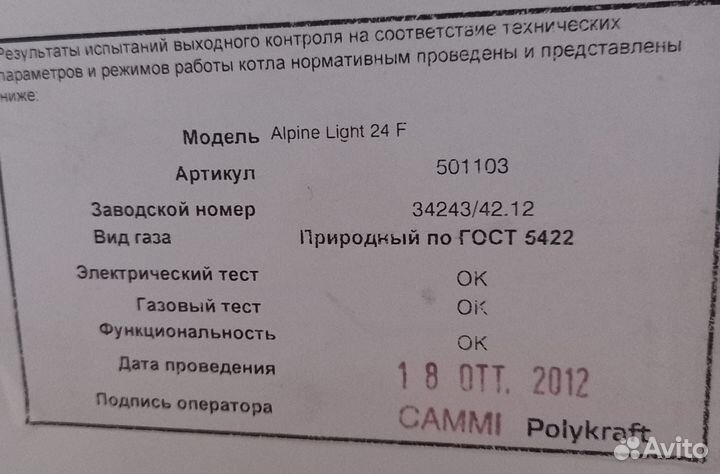 Результаты испытаний выходного контроля на соответствие технических
параметров и режимов работы котла нормативным проведены и представлены
ниже:
Модель Alpine Light 24 F
Артикул 501103
Заводской номер 34243/42.12
Вид газа Природный по ГОСТ 5422
Электрический тест OK
Газовый тест OK
Функциональность OK
Дата проведения 18 OTT. 2012
Подпись оператора CAMMI Polykraft
Avito